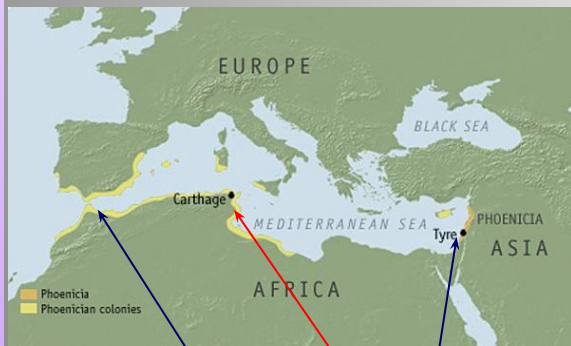 EUROPE
BLACK SEA
Carthage
MEDITERRANEAN SEA
PHOENICIA
Tyre
ASIA
AFRICA
Phoenicia
Phoenician colonies